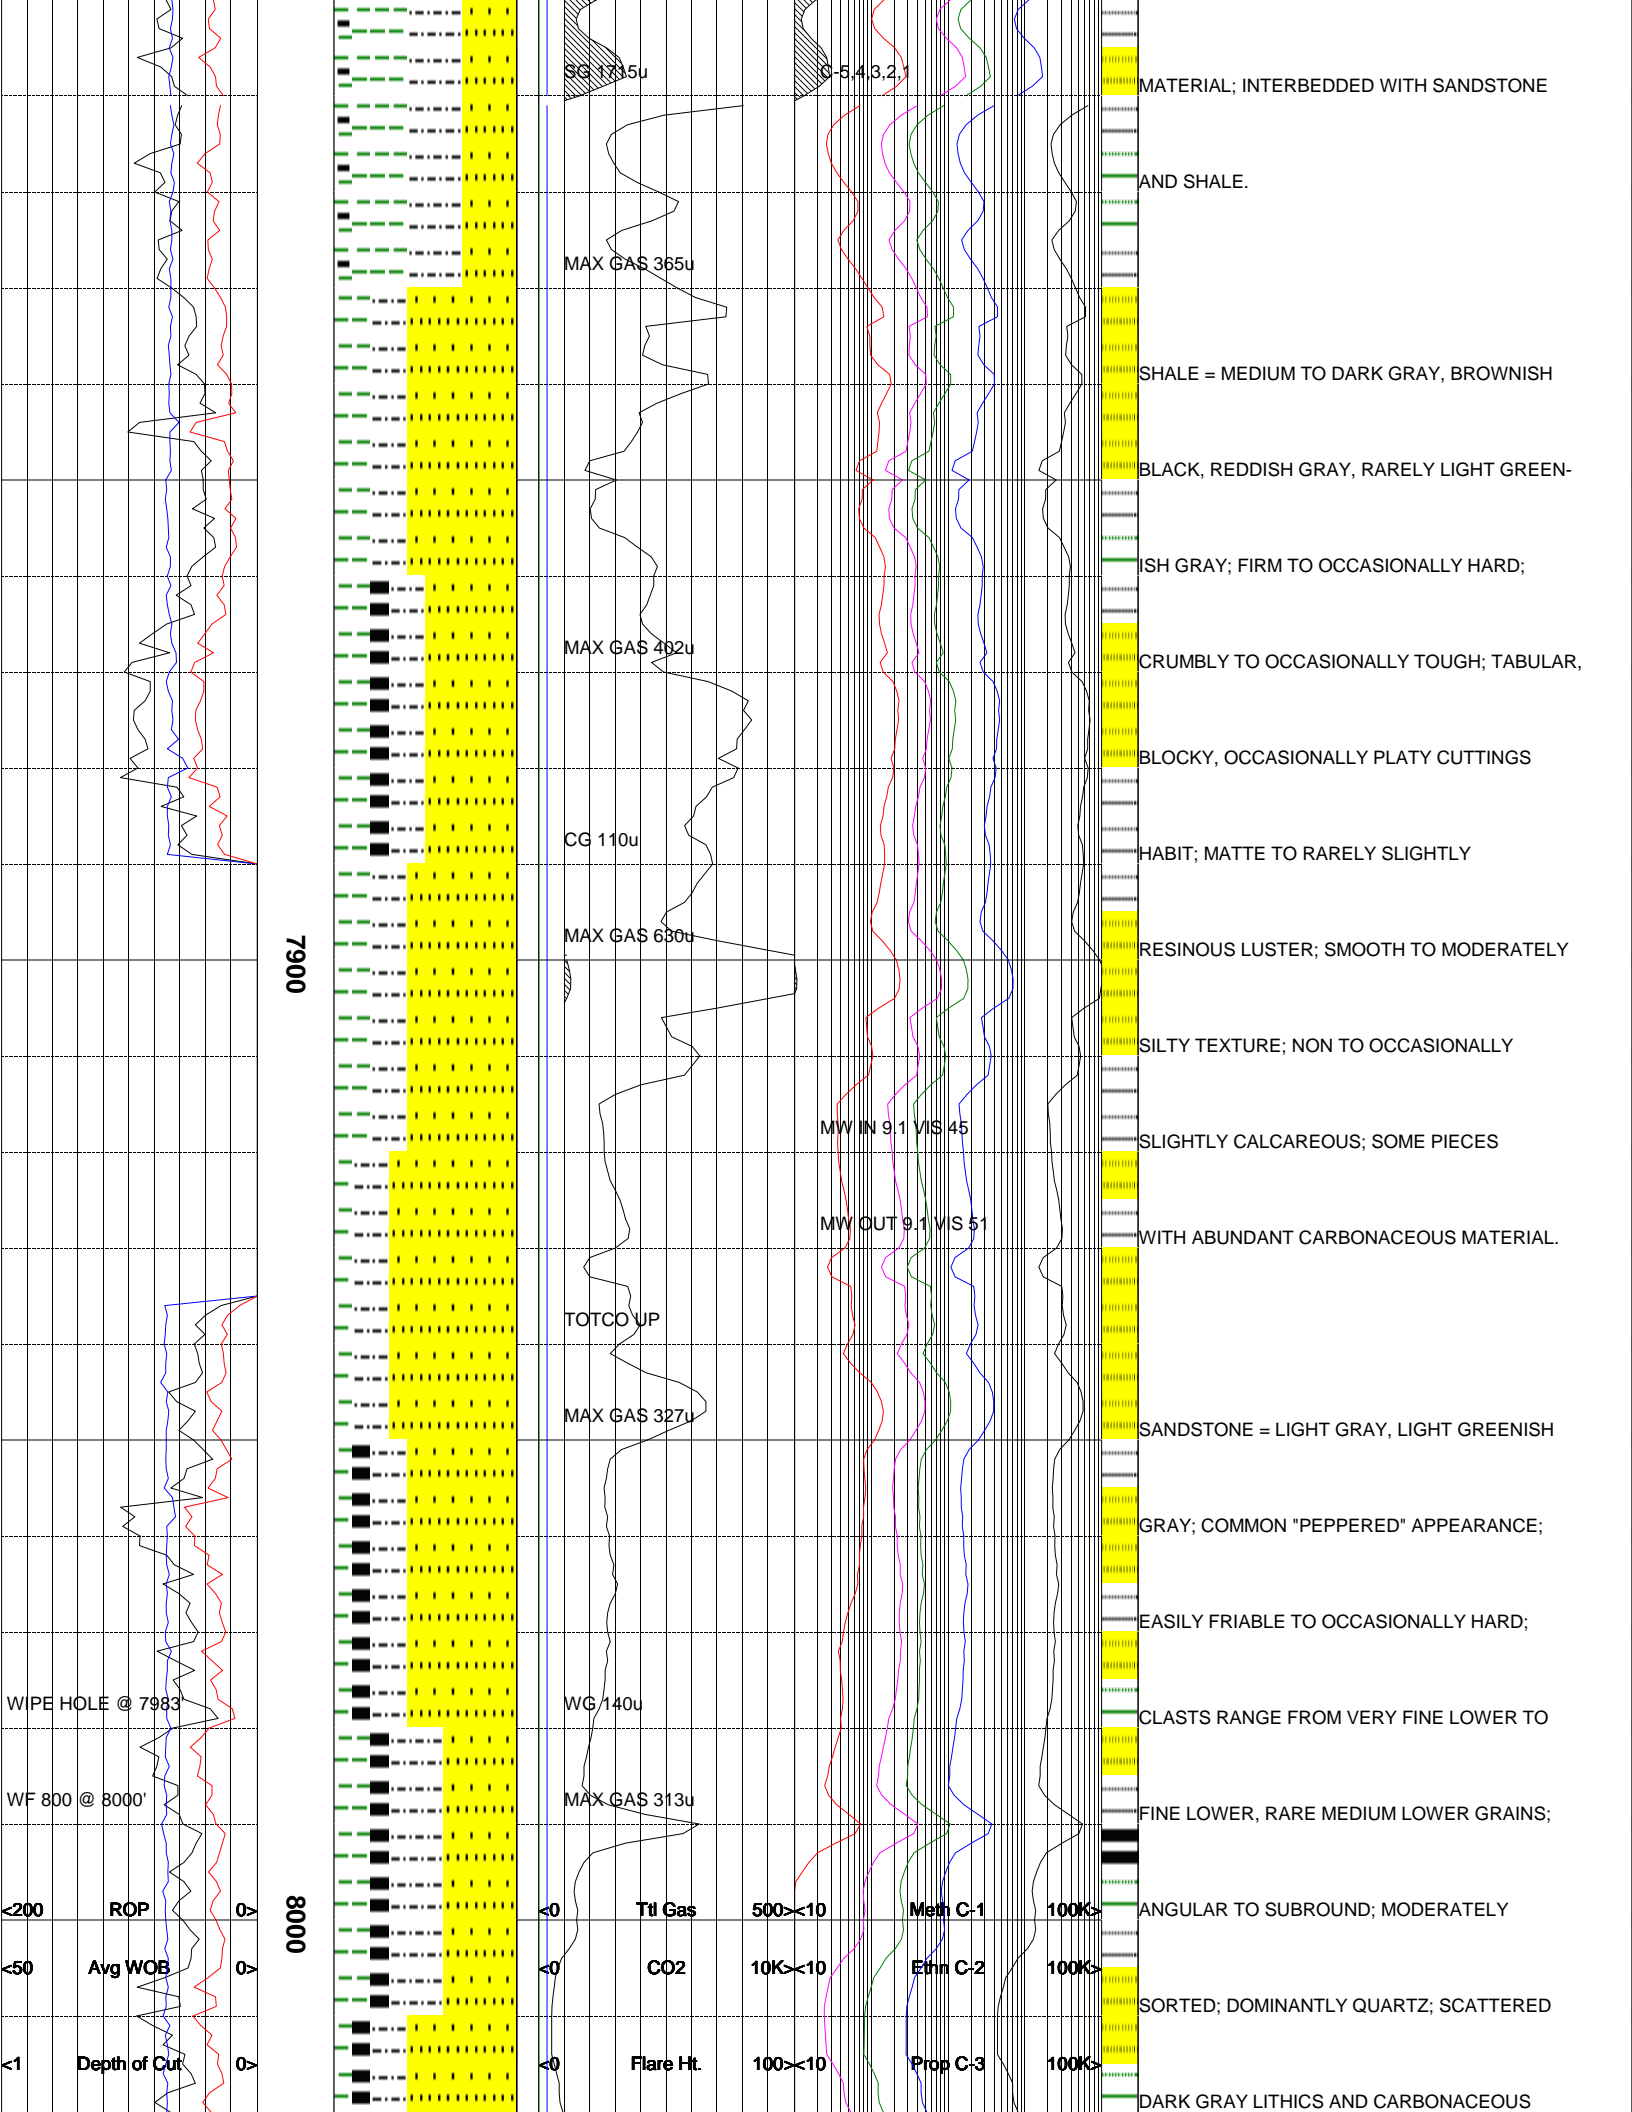 SG 1715u
C-5,4,3,2,1
MATERIAL; INTERBEDDED WITH SANDSTONE
AND SHALE.
MAX GAS 365u
SHALE = MEDIUM TO DARK GRAY, BROWNISH
BLACK, REDDISH GRAY, RARELY LIGHT GREEN-
ISH GRAY; FIRM TO OCCASIONALLY HARD;
MAX GAS 402u
CRUMBLY TO OCCASIONALLY TOUGH; TABULAR,
BLOCKY, OCCASIONALLY PLATY CUTTINGS
CG 110u
HABIT; MATTE TO RARELY SLIGHTLY
7900
MAX GAS 630u
RESINOUS LUSTER; SMOOTH TO MODERATELY
SILTY TEXTURE; NON TO OCCASIONALLY
MW IN 9.1 VIS 45
SLIGHTLY CALCAREOUS; SOME PIECES
MW OUT 9.1 VIS 51
WITH ABUNDANT CARBONACEOUS MATERIAL.
TOTCO UP
MAX GAS 327u
SANDSTONE = LIGHT GRAY, LIGHT GREENISH
GRAY; COMMON "PEPPERED" APPEARANCE;
EASILY FRIABLE TO OCCASIONALLY HARD;
WIPE HOLE @ 7983'
WG 140u
CLASTS RANGE FROM VERY FINE LOWER TO
WF 800 @ 8000'
MAX GAS 313u
FINE LOWER, RARE MEDIUM LOWER GRAINS;
8000
<200 ROP 0>
<0 Ttl Gas 500>
<10 Meth C-1 100K>
ANGULAR TO SUBROUND; MODERATELY
<50 Avg WOB 0>
<0 CO2 10K>
<10 Ethn C-2 100K>
SORTED; DOMINANTLY QUARTZ; SCATTERED
<1 Depth of Cut 0>
<0 Flare Ht. 100>
<10 Prop C-3 100K>
DARK GRAY LITHICS AND CARBONACEOUS